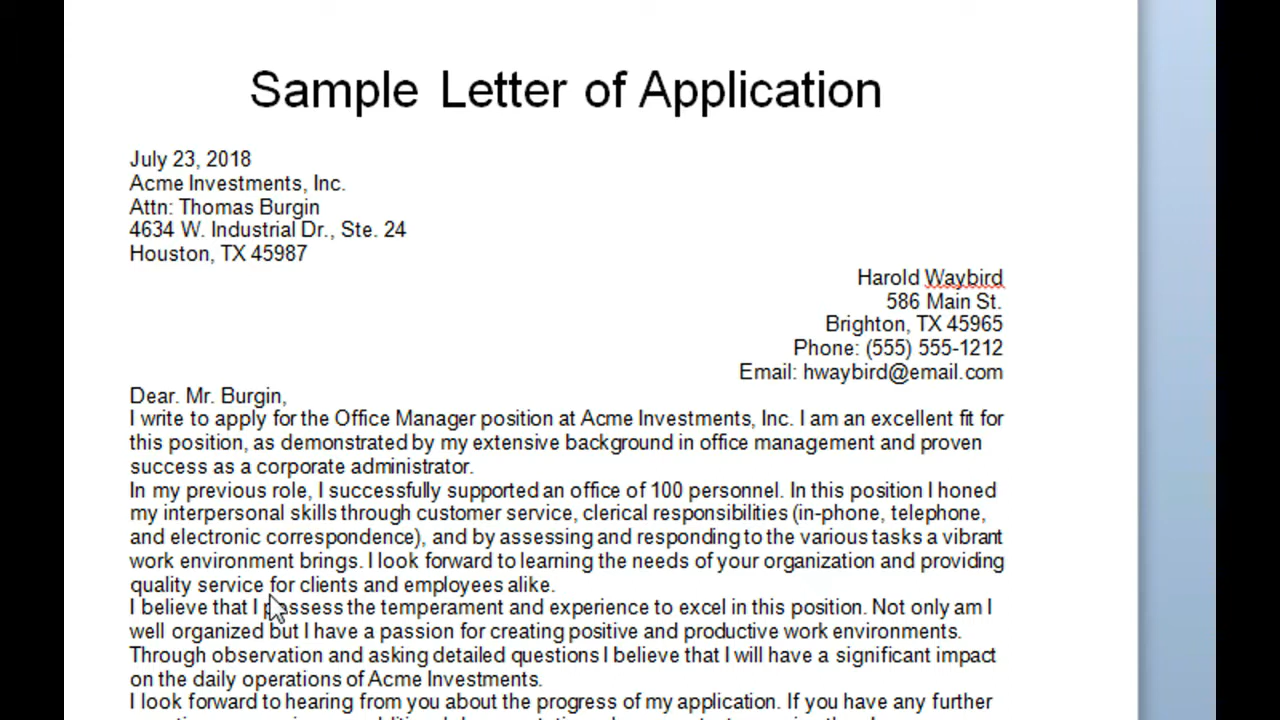 Sample Letter of Application
July 23, 2018
Acme Investments, Inc.
Attn: Thomas Burgin
4634 W. Industrial Dr., Ste. 24
Houston, TX 45987
Harold Waybird
586 Main St.
Brighton, TX 45965
Phone: (555) 555-1212
Email: hwaybird@email.com
Dear. Mr. Burgin,
I write to apply for the Office Manager position at Acme Investments, Inc. I am an excellent fit for
this position, as demonstrated by my extensive background in office management and proven
success as a corporate administrator.
In my previous role, I successfully supported an office of 100 personnel. In this position I honed
my interpersonal skills through customer service, clerical responsibilities (in-phone, telephone,
and electronic correspondence), and by assessing and responding to the various tasks a vibrant
work environment brings. I look forward to learning the needs of your organization and providing
quality service for clients and employees alike.
I believe that I possess the temperament and experience to excel in this position. Not only am I
well organized but I have a passion for creating positive and productive work environments.
Through observation and asking detailed questions I believe that I will have a significant impact
on the daily operations of Acme Investments.
I look forward to hearing from you about the progress of my application. If you have any further